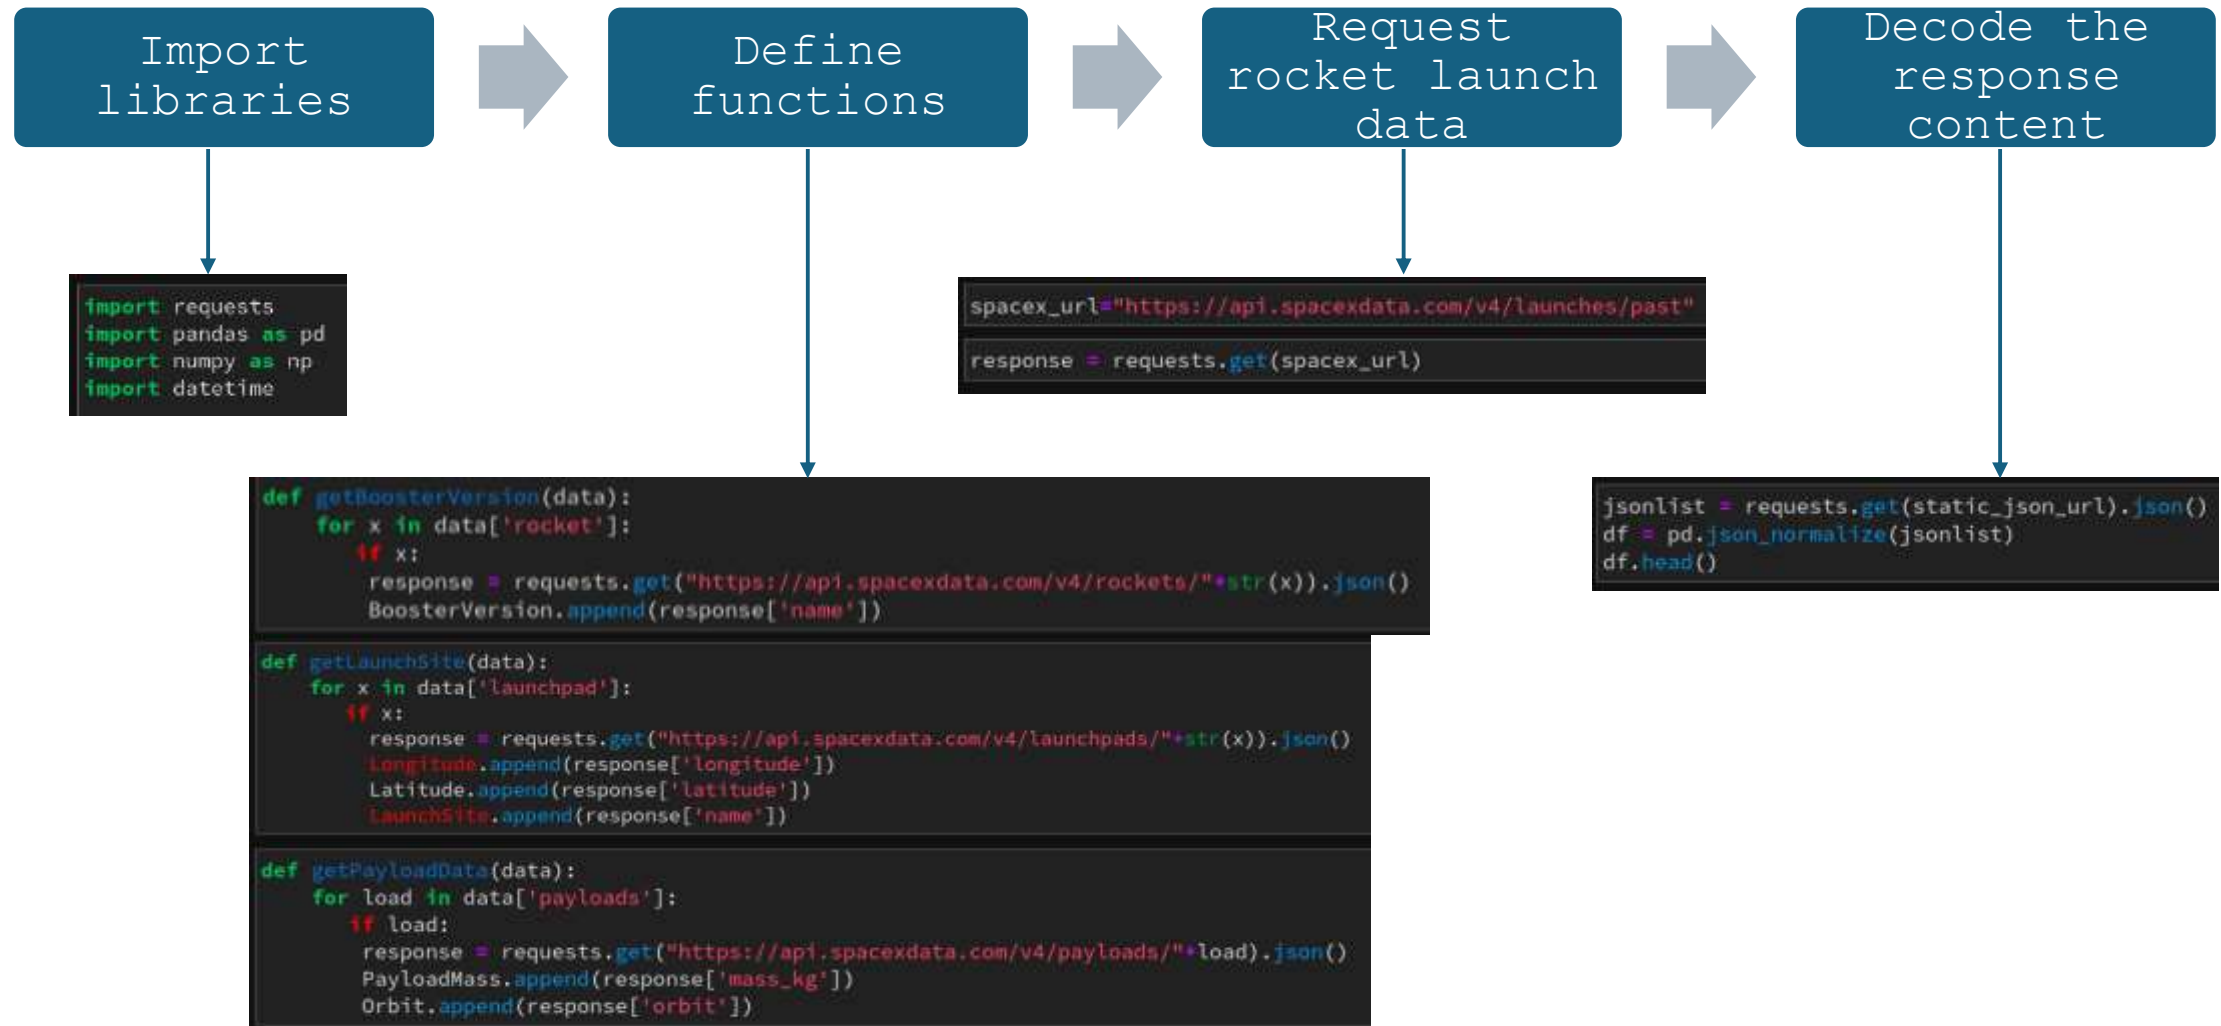 Import
libraries
Define
functions
Request
rocket launch
data
Decode the
response
content
import requests
import pandas as pd
import numpy as np
import datetime
spacex_url="https://api.spacexdata.com/v4/launches/past"
response = requests.get(spacex_url)
def getBoosterVersion(data):
    for x in data['rocket']:
       if x:
        response = requests.get("https://api.spacexdata.com/v4/rockets/"+str(x)).json()
        BoosterVersion.append(response['name'])
def getLaunchSite(data):
    for x in data['launchpad']:
       if x:
         response = requests.get("https://api.spacexdata.com/v4/launchpads/"+str(x)).json()
         Longitude.append(response['longitude'])
         Latitude.append(response['latitude'])
         LaunchSite.append(response['name'])
def getPayloadData(data):
    for load in data['payloads']:
       if load:
        response = requests.get("https://api.spacexdata.com/v4/payloads/"+load).json()
        PayloadMass.append(response['mass_kg'])
        Orbit.append(response['orbit'])
jsonlist = requests.get(static_json_url).json()
df = pd.json_normalize(jsonlist)
df.head()